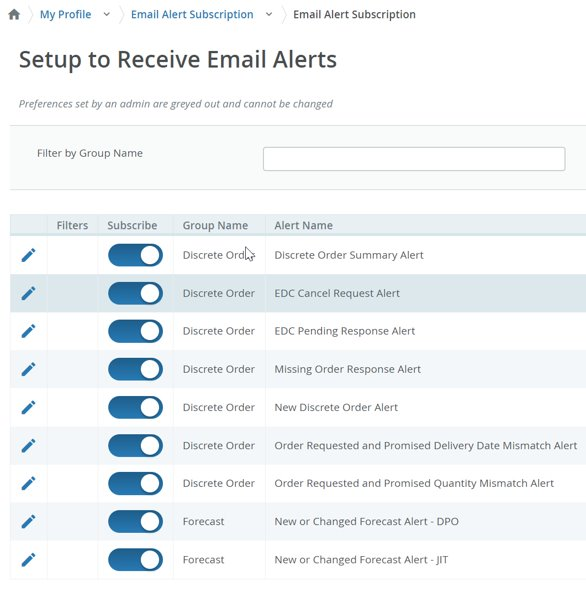 My Profile Email Alert Subscription Email Alert Subscription
Setup to Receive Email Alerts
Preferences set by an admin are greyed out and cannot be changed
Filter by Group Name
Filters Subscribe Group Name Alert Name
Discrete Order Discrete Order Summary Alert
Discrete Order EDC Cancel Request Alert
Discrete Order EDC Pending Response Alert
Discrete Order Missing Order Response Alert
Discrete Order New Discrete Order Alert
Discrete Order Order Requested and Promised Delivery Date Mismatch Alert
Discrete Order Order Requested and Promised Quantity Mismatch Alert
Forecast New or Changed Forecast Alert - DPO
Forecast New or Changed Forecast Alert - JIT